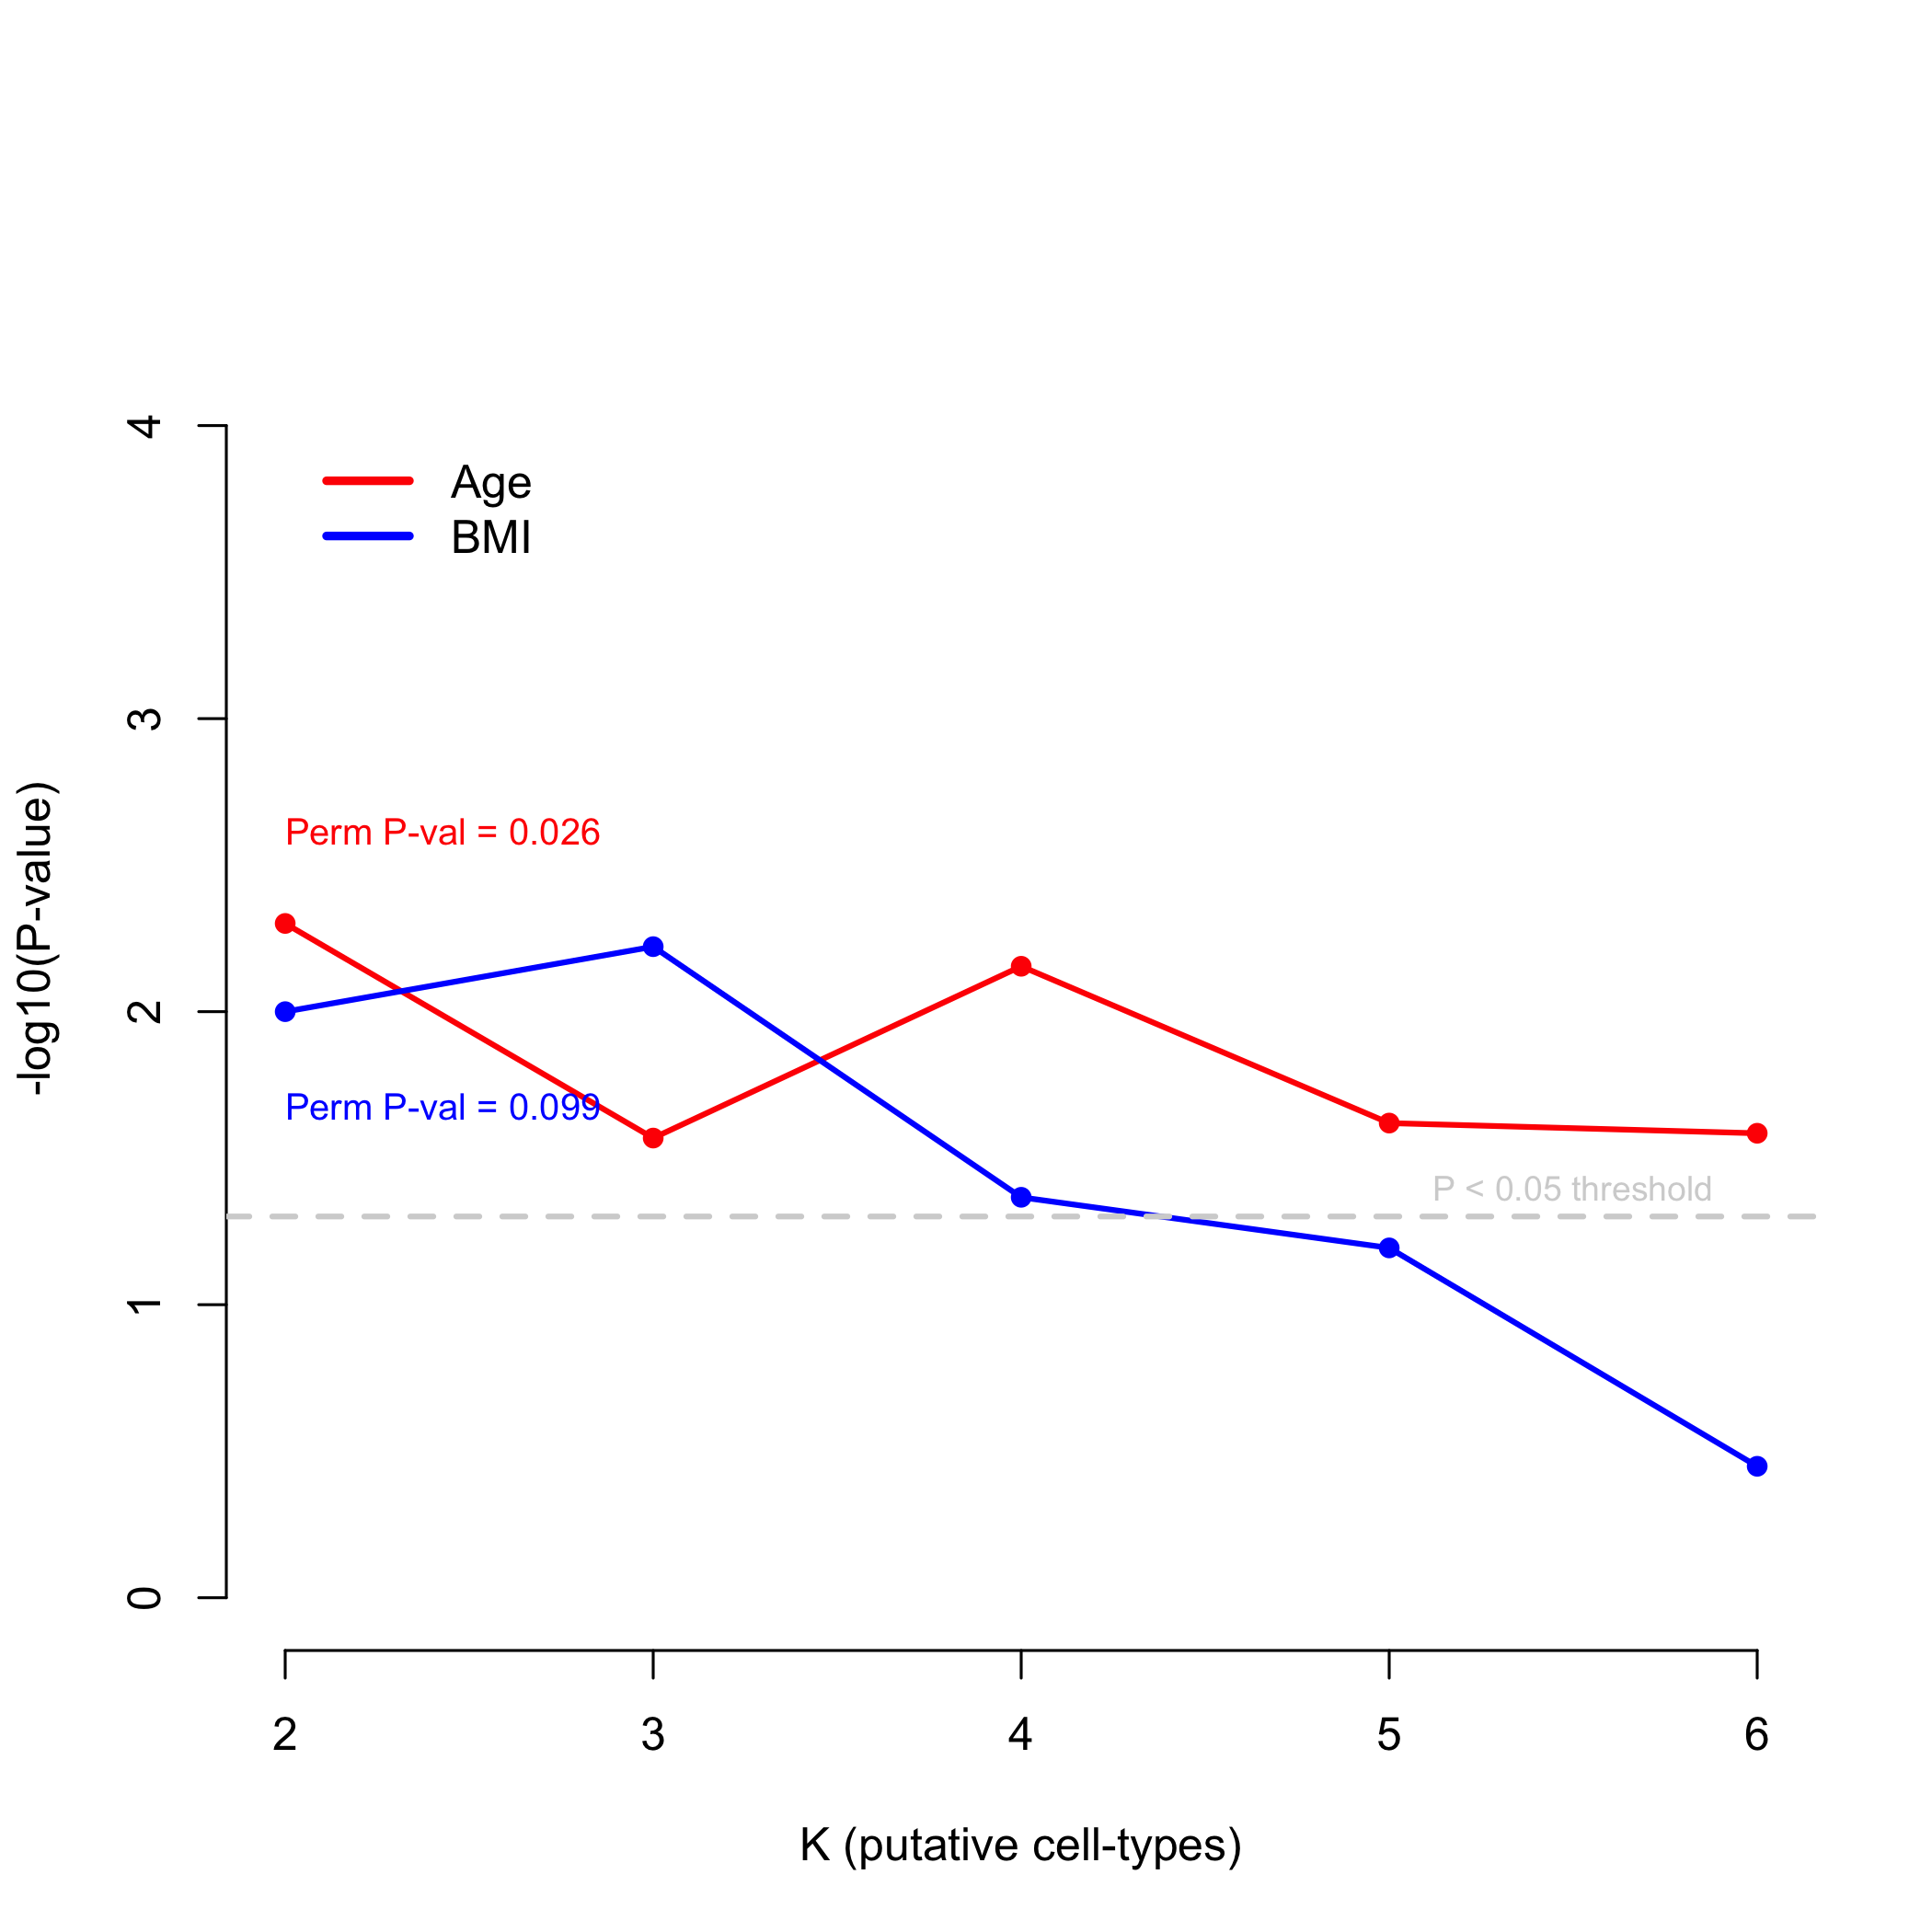 4
3
2
1
0
-log10(P-value)
Age
BMI
Perm P-val = 0.026
Perm P-val = 0.099
P < 0.05 threshold
2 3 4 5 6
K (putative cell-types)